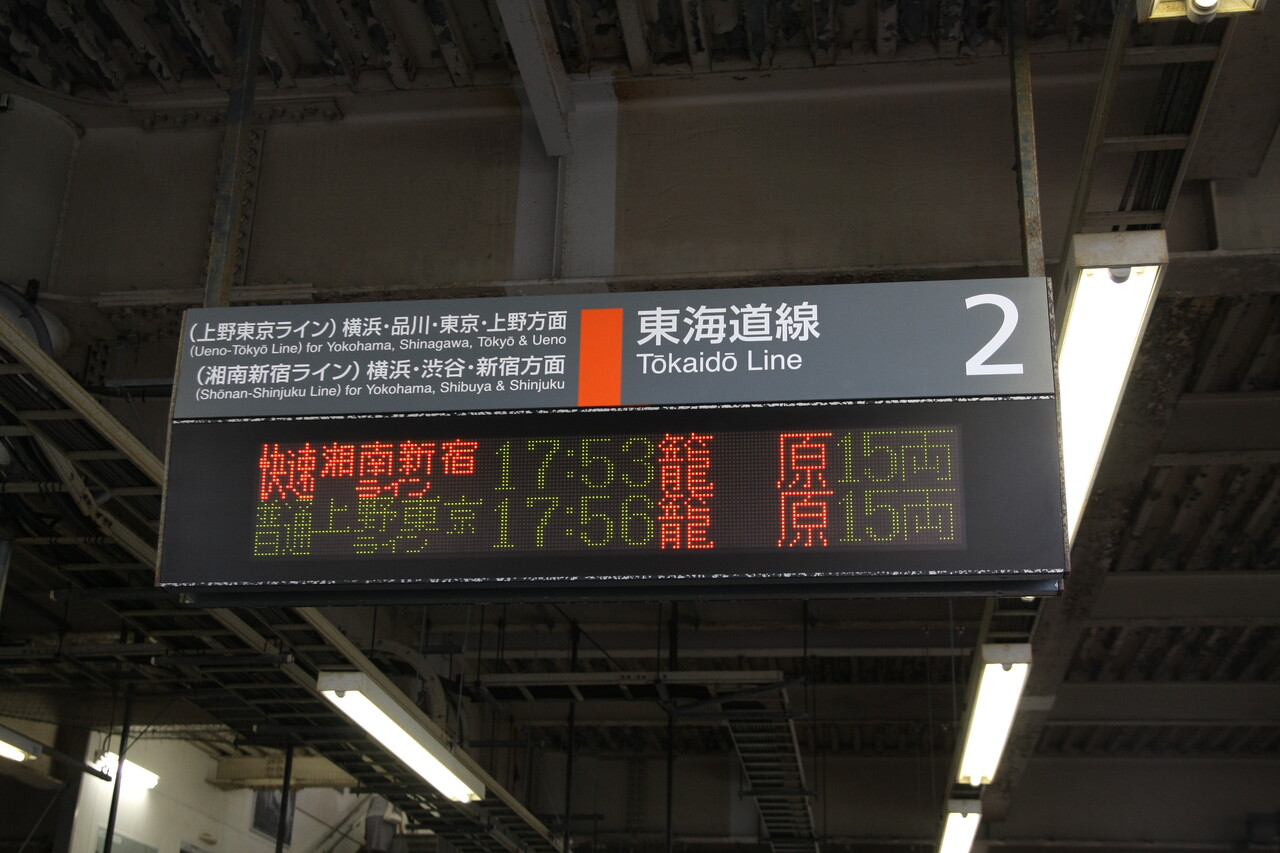 (上野東京ライン) 横浜・品川・東京・上野方面
(Ueno-Tōkyō Line) for Yokohama, Shinagawa, Tōkyō & Ueno
(湘南新宿ライン) 横浜・渋谷・新宿方面
(Shōnan-Shinjuku Line) for Yokohama, Shibuya & Shinjuku
東海道線
Tōkaidō Line
2
快速 湘南新宿ライン 17:53 籠原 15両
普通 上野東京ライン 17:56 籠原 15両